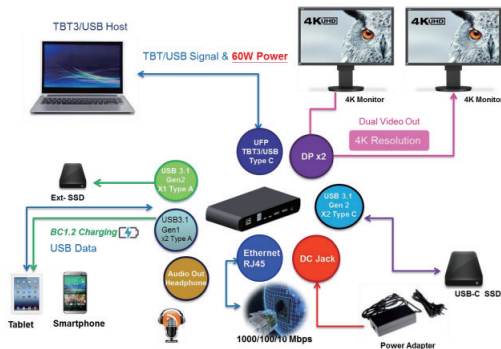 TBT3/USB Host
TBT/USB Signal & 60W Power
4K UHD
4K UHD
4K Monitor
4K Monitor
UFP
TBT3/USB
Type C
DP x2
Dual Video Out
4K Resolution
USB 3.1
Gen2
X1 Type A
Ext- SSD
USB3.1
Gen1
x2 Type A
BC1.2 Charging
USB Data
USB 3.1
Gen 2
X2 Type C
Ethernet
RJ45
DC Jack
Audio Out
Headphone
USB-C SSD
Tablet
Smartphone
1000/100/10 Mbps
Power Adapter